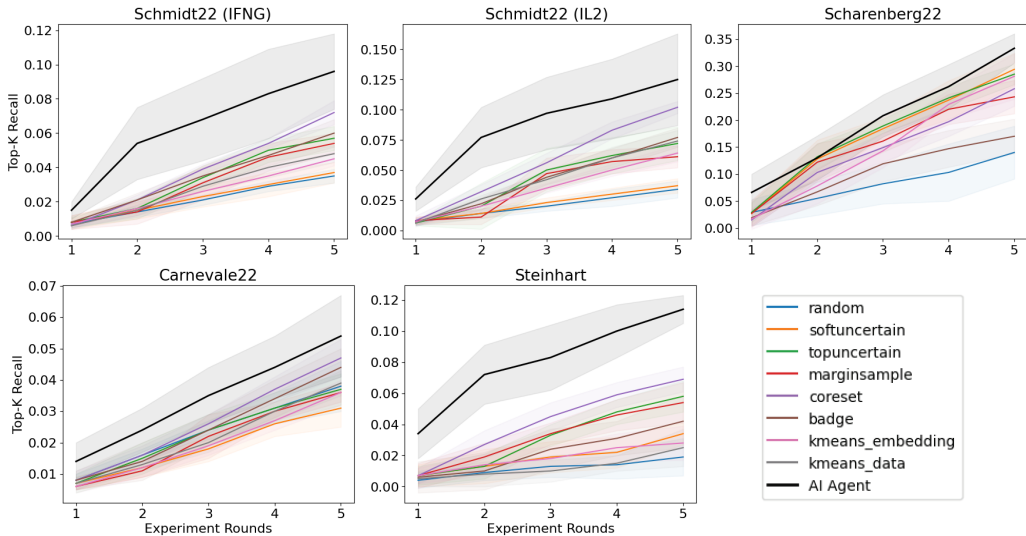 Schmidt22 (IFNG)
Schmidt22 (IL2)
Scharenberg22
Top-K Recall
0.12
0.10
0.08
0.06
0.04
0.02
0.00
1 2 3 4 5
0.150
0.125
0.100
0.075
0.050
0.025
0.000
1 2 3 4 5
0.35
0.30
0.25
0.20
0.15
0.10
0.05
0.00
1 2 3 4 5
Carnevale22
Steinhart
Top-K Recall
0.07
0.06
0.05
0.04
0.03
0.02
0.01
1 2 3 4 5
Experiment Rounds
0.12
0.10
0.08
0.06
0.04
0.02
0.00
1 2 3 4 5
Experiment Rounds
random
softuncertain
topuncertain
marginsample
coreset
badge
kmeans_embedding
kmeans_data
AI Agent